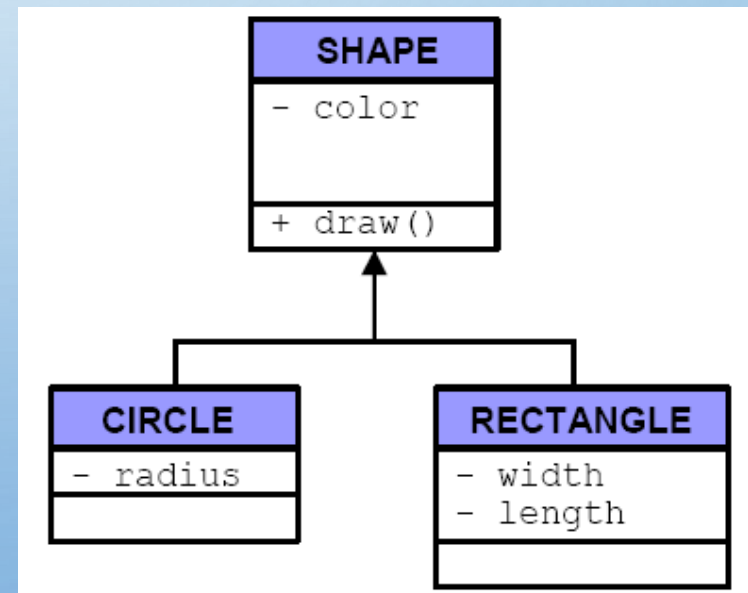 SHAPE
- color
+ draw()
CIRCLE
- radius
RECTANGLE
- width
- length